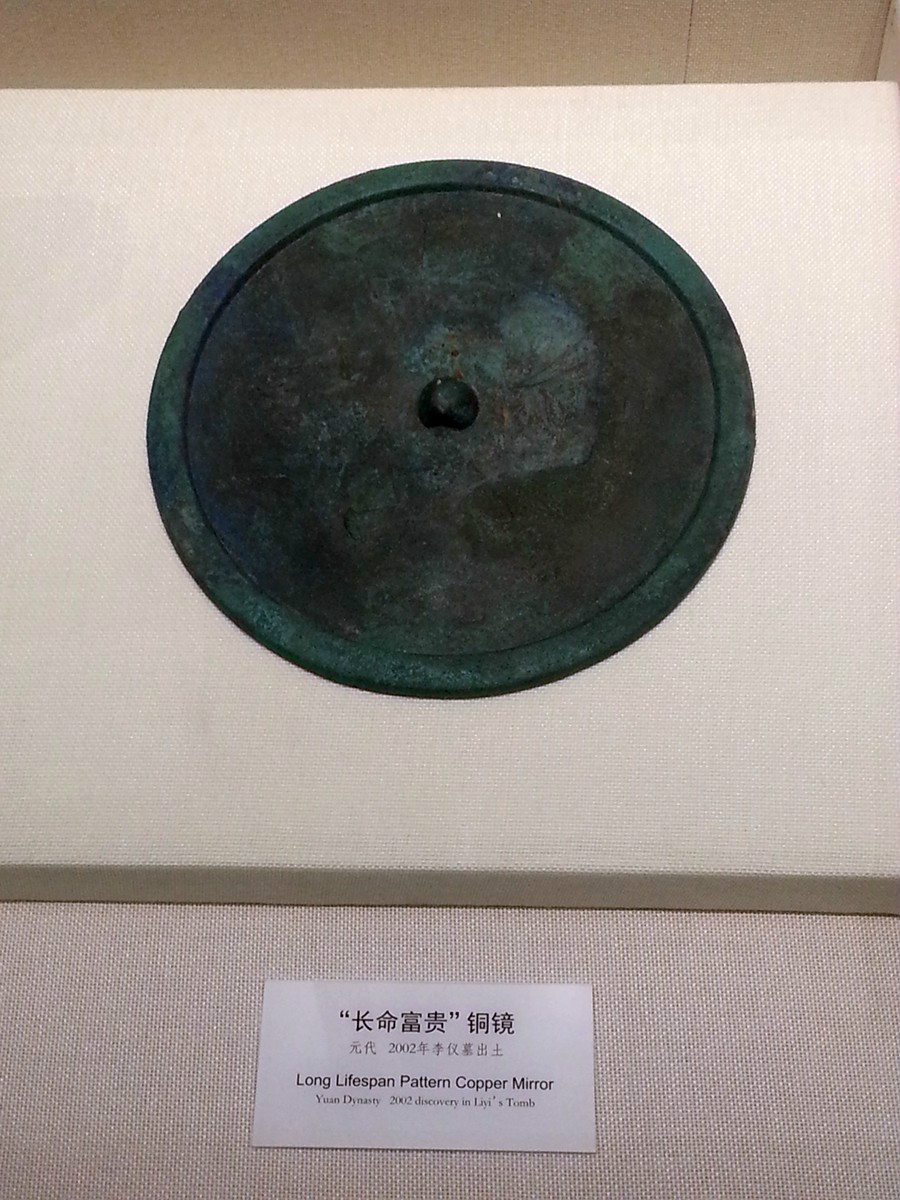 “长命富贵”铜镜
元代 2002年李仪墓出土
Long Lifespan Pattern Copper Mirror
Yuan Dynasty 2002 discovery in Liyi's Tomb